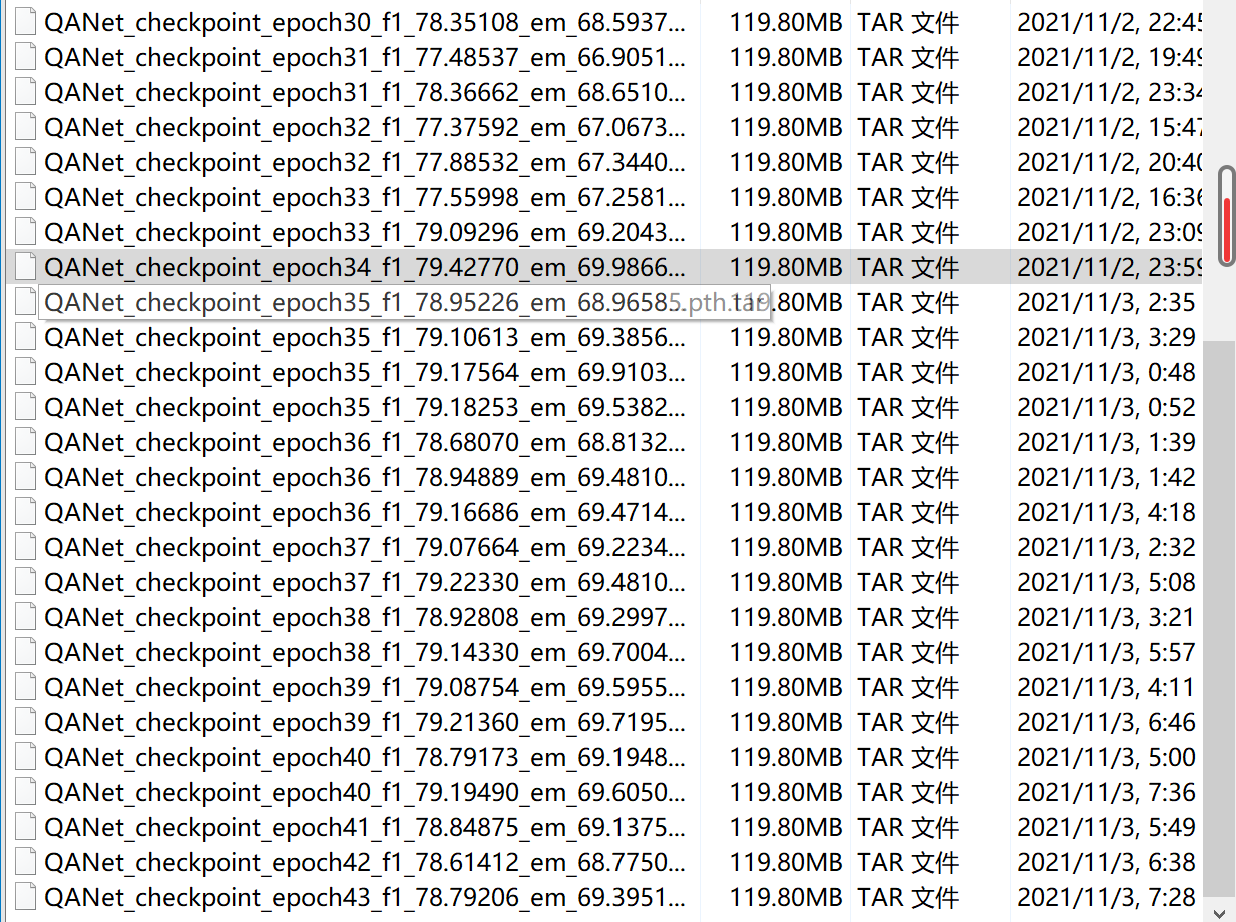 QANet_checkpoint_epoch30_f1_78.35108_em_68.5937... 119.80MB TAR 文件 2021/11/2, 22:45
QANet_checkpoint_epoch31_f1_77.48537_em_66.9051... 119.80MB TAR 文件 2021/11/2, 19:49
QANet_checkpoint_epoch31_f1_78.36662_em_68.6510... 119.80MB TAR 文件 2021/11/2, 23:34
QANet_checkpoint_epoch32_f1_77.37592_em_67.0673... 119.80MB TAR 文件 2021/11/2, 15:47
QANet_checkpoint_epoch32_f1_77.88532_em_67.3440... 119.80MB TAR 文件 2021/11/2, 20:40
QANet_checkpoint_epoch33_f1_77.55998_em_67.2581... 119.80MB TAR 文件 2021/11/2, 16:36
QANet_checkpoint_epoch33_f1_79.09296_em_69.2043... 119.80MB TAR 文件 2021/11/2, 23:09
QANet_checkpoint_epoch34_f1_79.42770_em_69.9866... 119.80MB TAR 文件 2021/11/2, 23:59
QANet_checkpoint_epoch35_f1_78.95226_em_68.96585.pth.tar 119.80MB TAR 文件 2021/11/3, 2:35
QANet_checkpoint_epoch35_f1_79.10613_em_69.3856... 119.80MB TAR 文件 2021/11/3, 3:29
QANet_checkpoint_epoch35_f1_79.17564_em_69.9103... 119.80MB TAR 文件 2021/11/3, 0:48
QANet_checkpoint_epoch35_f1_79.18253_em_69.5382... 119.80MB TAR 文件 2021/11/3, 0:52
QANet_checkpoint_epoch36_f1_78.68070_em_68.8132... 119.80MB TAR 文件 2021/11/3, 1:39
QANet_checkpoint_epoch36_f1_78.94889_em_69.4810... 119.80MB TAR 文件 2021/11/3, 1:42
QANet_checkpoint_epoch36_f1_79.16686_em_69.4714... 119.80MB TAR 文件 2021/11/3, 4:18
QANet_checkpoint_epoch37_f1_79.07664_em_69.2234... 119.80MB TAR 文件 2021/11/3, 2:32
QANet_checkpoint_epoch37_f1_79.22330_em_69.4810... 119.80MB TAR 文件 2021/11/3, 5:08
QANet_checkpoint_epoch38_f1_78.92808_em_69.2997... 119.80MB TAR 文件 2021/11/3, 3:21
QANet_checkpoint_epoch38_f1_79.14330_em_69.7004... 119.80MB TAR 文件 2021/11/3, 5:57
QANet_checkpoint_epoch39_f1_79.08754_em_69.5955... 119.80MB TAR 文件 2021/11/3, 4:11
QANet_checkpoint_epoch39_f1_79.21360_em_69.7195... 119.80MB TAR 文件 2021/11/3, 6:46
QANet_checkpoint_epoch40_f1_78.79173_em_69.1948... 119.80MB TAR 文件 2021/11/3, 5:00
QANet_checkpoint_epoch40_f1_79.19490_em_69.6050... 119.80MB TAR 文件 2021/11/3, 7:36
QANet_checkpoint_epoch41_f1_78.84875_em_69.1375... 119.80MB TAR 文件 2021/11/3, 5:49
QANet_checkpoint_epoch42_f1_78.61412_em_68.7750... 119.80MB TAR 文件 2021/11/3, 6:38
QANet_checkpoint_epoch43_f1_78.79206_em_69.3951... 119.80MB TAR 文件 2021/11/3, 7:28